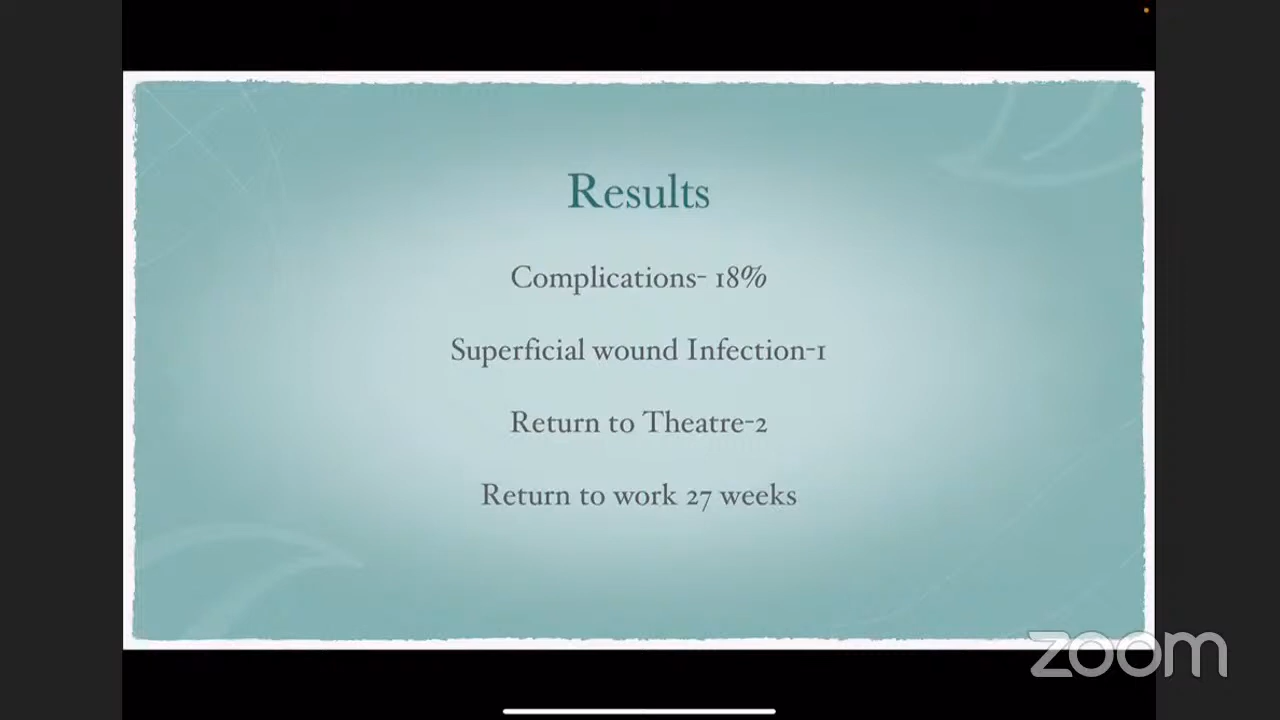 Results
Complications- 18%
Superficial wound Infection-1
Return to Theatre-2
Return to work 27 weeks
zoom